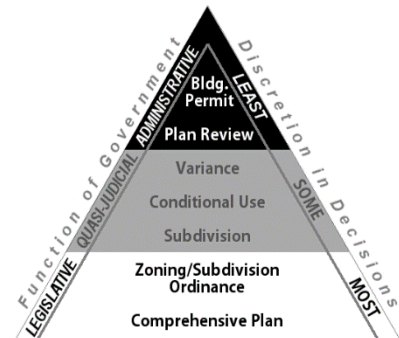 Function of Government
Discretion in Decisions
ADMINISTRATIVE
LEAST
Bldg.
Permit
Plan Review
QUASI-JUDICIAL
SOME
Variance
Conditional Use
Subdivision
LEGISLATIVE
MOST
Zoning/Subdivision
Ordinance
Comprehensive Plan